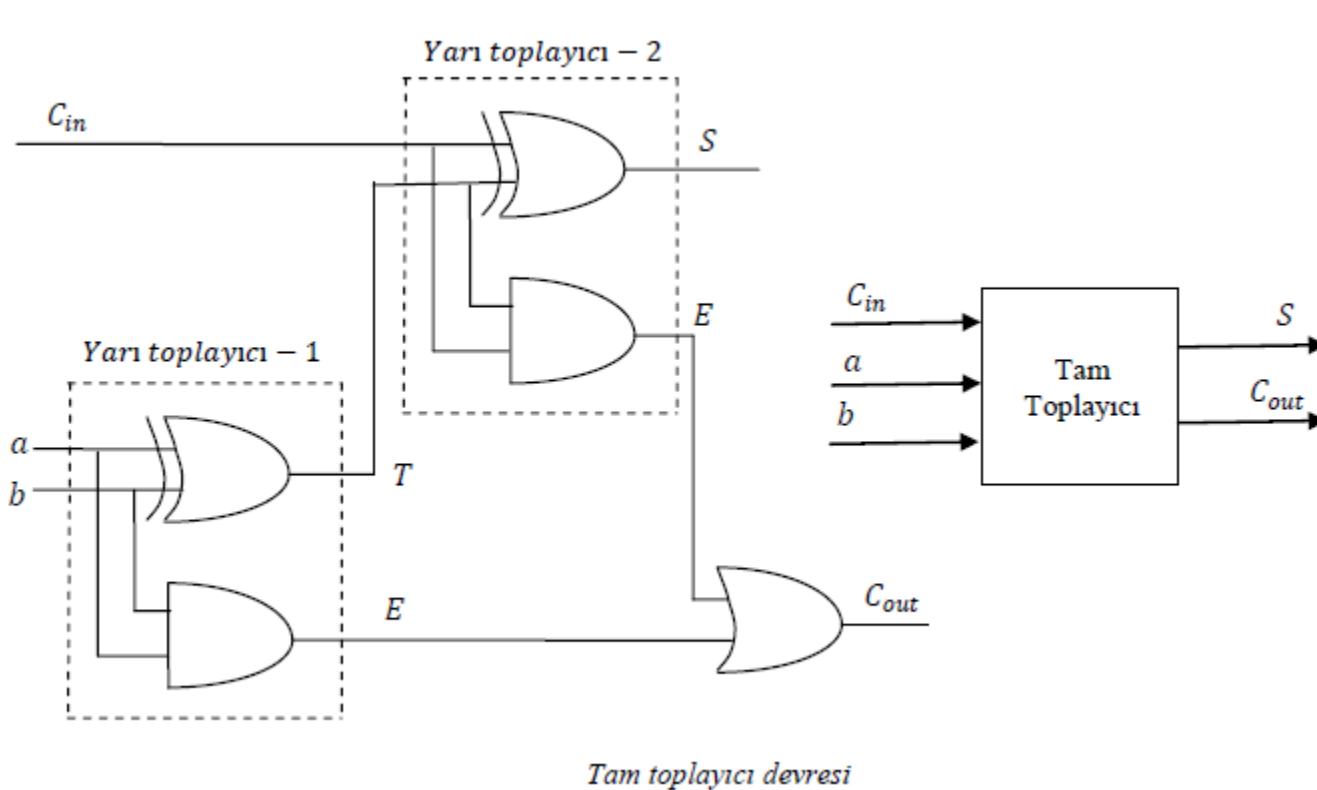 Yarı toplayıcı − 2
C_in
S
E
Yarı toplayıcı − 1
a
b
T
E
C_out
C_in
a
b
Tam
Toplayıcı
S
C_out
Tam toplayıcı devresi